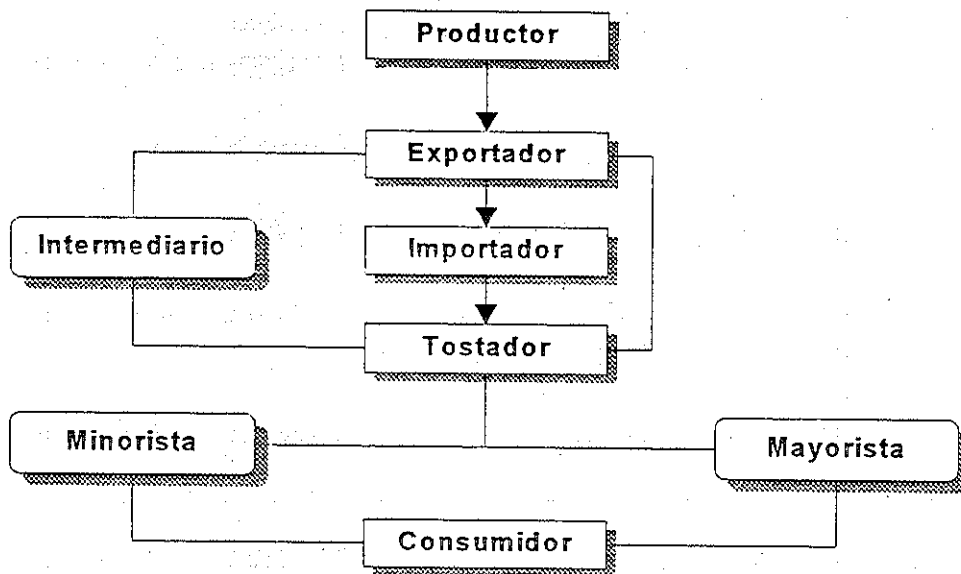 Productor
Exportador
Intermediario
Importador
Tostador
Minorista
Mayorista
Consumidor